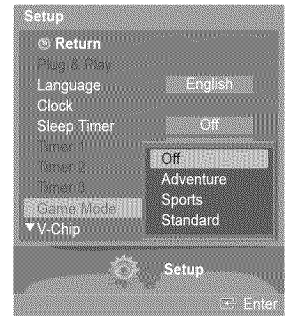 Setup
Return
Plug & Play
Language English
Clock
Sleep Timer Off
Timer 1
Timer 2
Timer 3
Game Mode
Off
Adventure
Sports
Standard
▼V-Chip
Setup
Enter